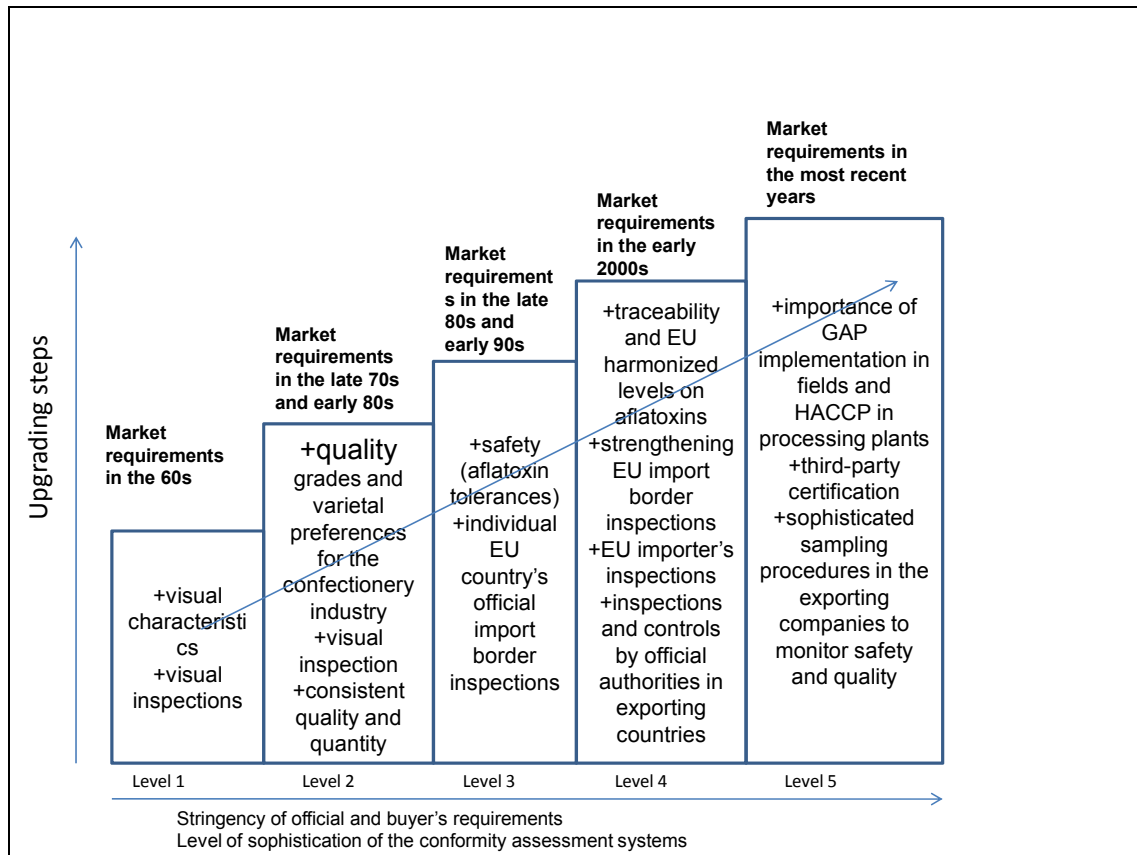 Upgrading steps
Market
requirements
in the 60s
+visual
characteristi
cs
+visual
inspections
Level 1
Market
requirements
in the late 70s
and early 80s
+quality
grades and
varietal
preferences
for the
confectionery
industry
+visual
inspection
+consistent
quality and
quantity
Level 2
Market
requirement
s in the late
80s and
early 90s
+safety
(aflatoxin
tolerances)
+individual
EU
country’s
official
import
border
inspections
Level 3
Market
requirements
in the early
2000s
+traceability
and EU
harmonized
levels on
aflatoxins
+strengthening
EU import
border
inspections
+EU importer’s
inspections
+inspections
and controls
by official
authorities in
exporting
countries
Level 4
Market
requirements in
the most recent
years
+importance of
GAP
implementation in
fields and
HACCP in
processing plants
+third-party
certification
+sophisticated
sampling
procedures in the
exporting
companies to
monitor safety
and quality
Level 5
Stringency of official and buyer’s requirements
Level of sophistication of the conformity assessment systems